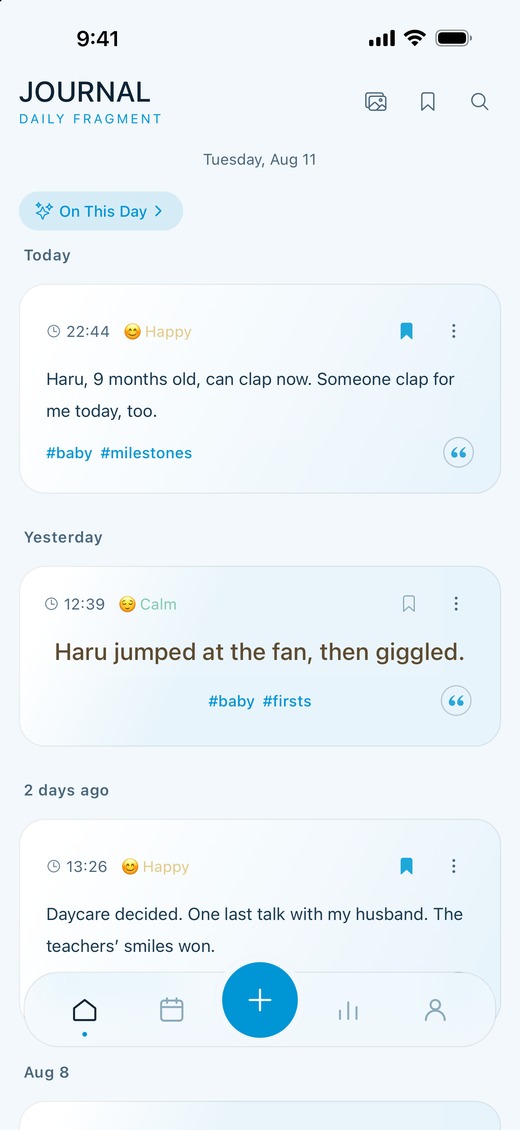 9:41
JOURNAL
DAILY FRAGMENT
Tuesday, Aug 11
On This Day
Today
22:44 Happy
Haru, 9 months old, can clap now. Someone clap for
me today, too.
#baby #milestones
Yesterday
12:39 Calm
Haru jumped at the fan, then giggled.
#baby #firsts
2 days ago
13:26 Happy
Daycare decided. One last talk with my husband. The
teachers’ smiles won.
Aug 8